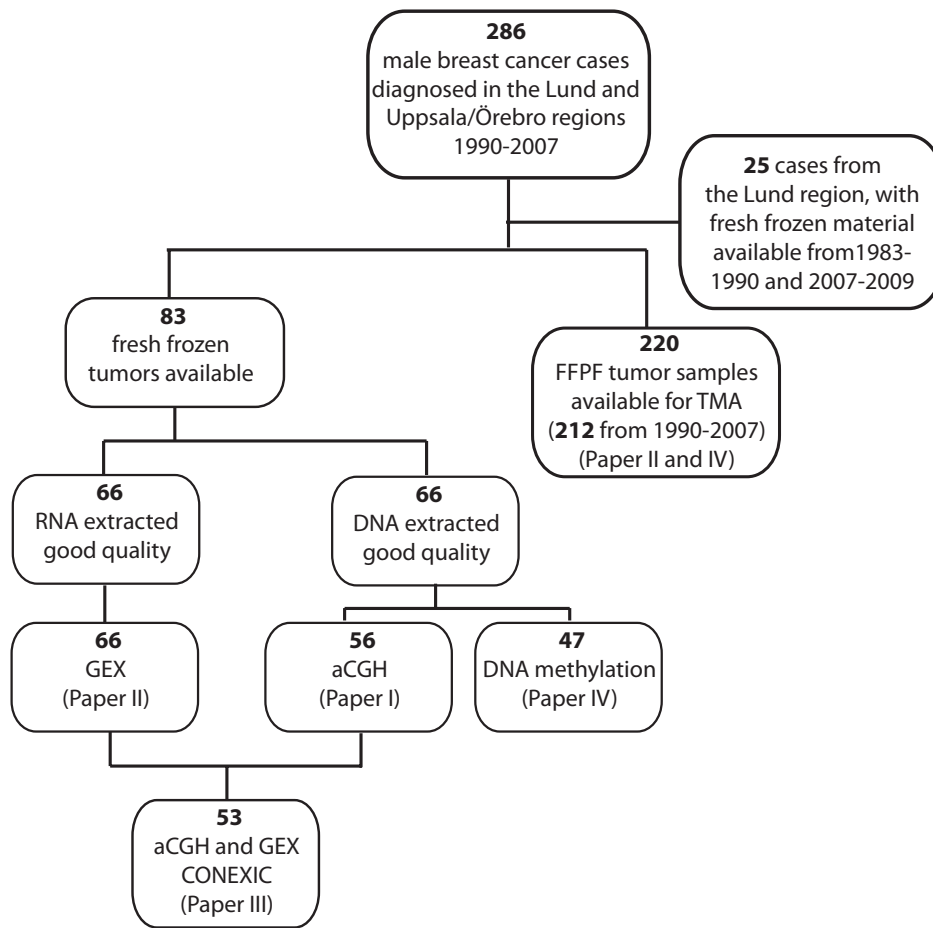 286
male breast cancer cases
diagnosed in the Lund and
Uppsala/Örebro regions
1990-2007
25 cases from
the Lund region, with
fresh frozen material
available from1983-
1990 and 2007-2009
83
fresh frozen
tumors available
220
FFPF tumor samples
available for TMA
(212 from 1990-2007)
(Paper II and IV)
66
RNA extracted
good quality
66
DNA extracted
good quality
66
GEX
(Paper II)
56
aCGH
(Paper I)
47
DNA methylation
(Paper IV)
53
aCGH and GEX
CONEXIC
(Paper III)